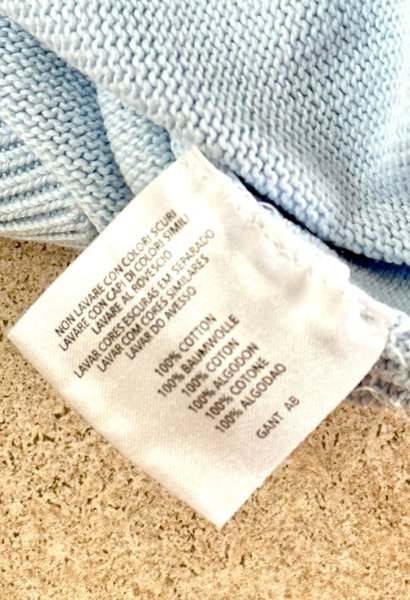 NON LAVARE CON COLORI SCURI
LAVARE CON CAPI DI COLORI SIMILI
LAVARE AL ROVESCIO
LAVAR CORES ESCURAS EM SEPARADO
LAVAR COM CORES SIMILARES
LAVAR DO AVESSO
100% COTTON
100% BAUMWOLLE
100% COTON
100% ALGODON
100% COTONE
100% ALGODAO
GANT AB